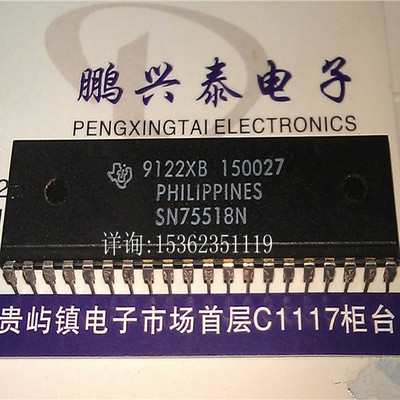 鹏兴泰电子
PENGXINGTAI ELECTRONICS
9122XB 150027
PHILIPPINES
SN75518N
详询:15362351119
贵屿镇电子市场首层C1117柜台